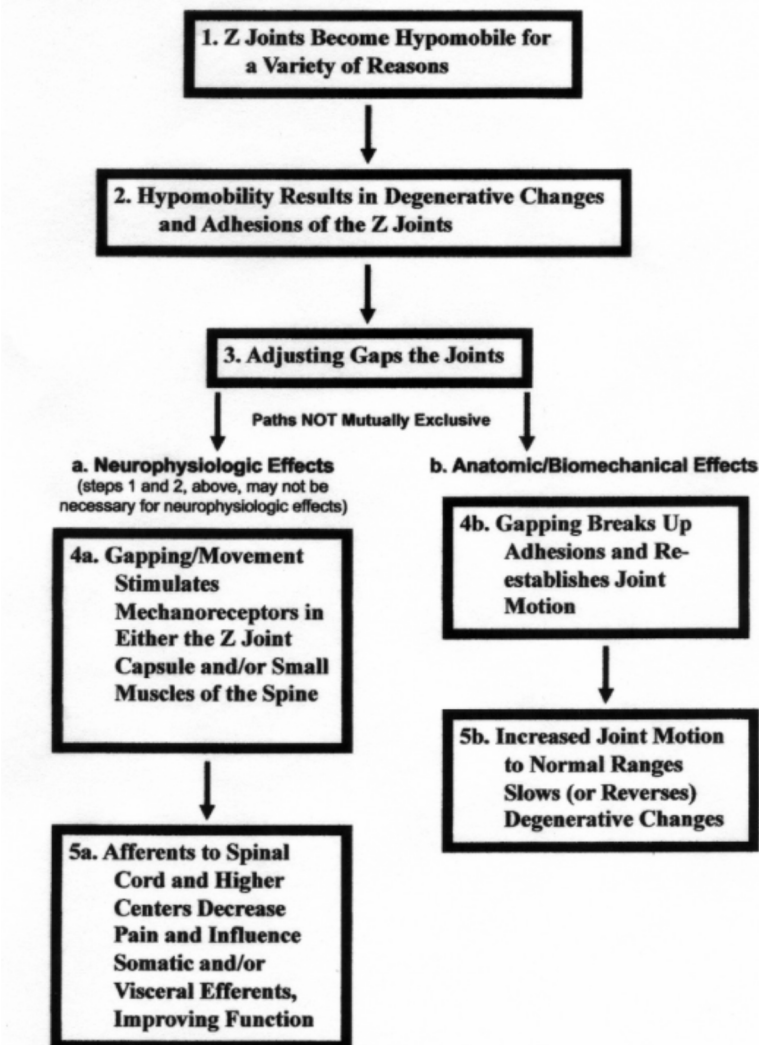 1. Z Joints Become Hypomobile for
a Variety of Reasons
2. Hypomobility Results in Degenerative Changes
and Adhesions of the Z Joints
3. Adjusting Gaps the Joints
Paths NOT Mutually Exclusive
a. Neurophysiologic Effects
(steps 1 and 2, above, may not be
necessary for neurophysiologic effects)
4a. Gapping/Movement
Stimulates
Mechanoreceptors in
Either the Z Joint
Capsule and/or Small
Muscles of the Spine
5a. Afferents to Spinal
Cord and Higher
Centers Decrease
Pain and Influence
Somatic and/or
Visceral Efferents,
Improving Function
b. Anatomic/Biomechanical Effects
4b. Gapping Breaks Up
Adhesions and Re-
establishes Joint
Motion
5b. Increased Joint Motion
to Normal Ranges
Slows (or Reverses)
Degenerative Changes